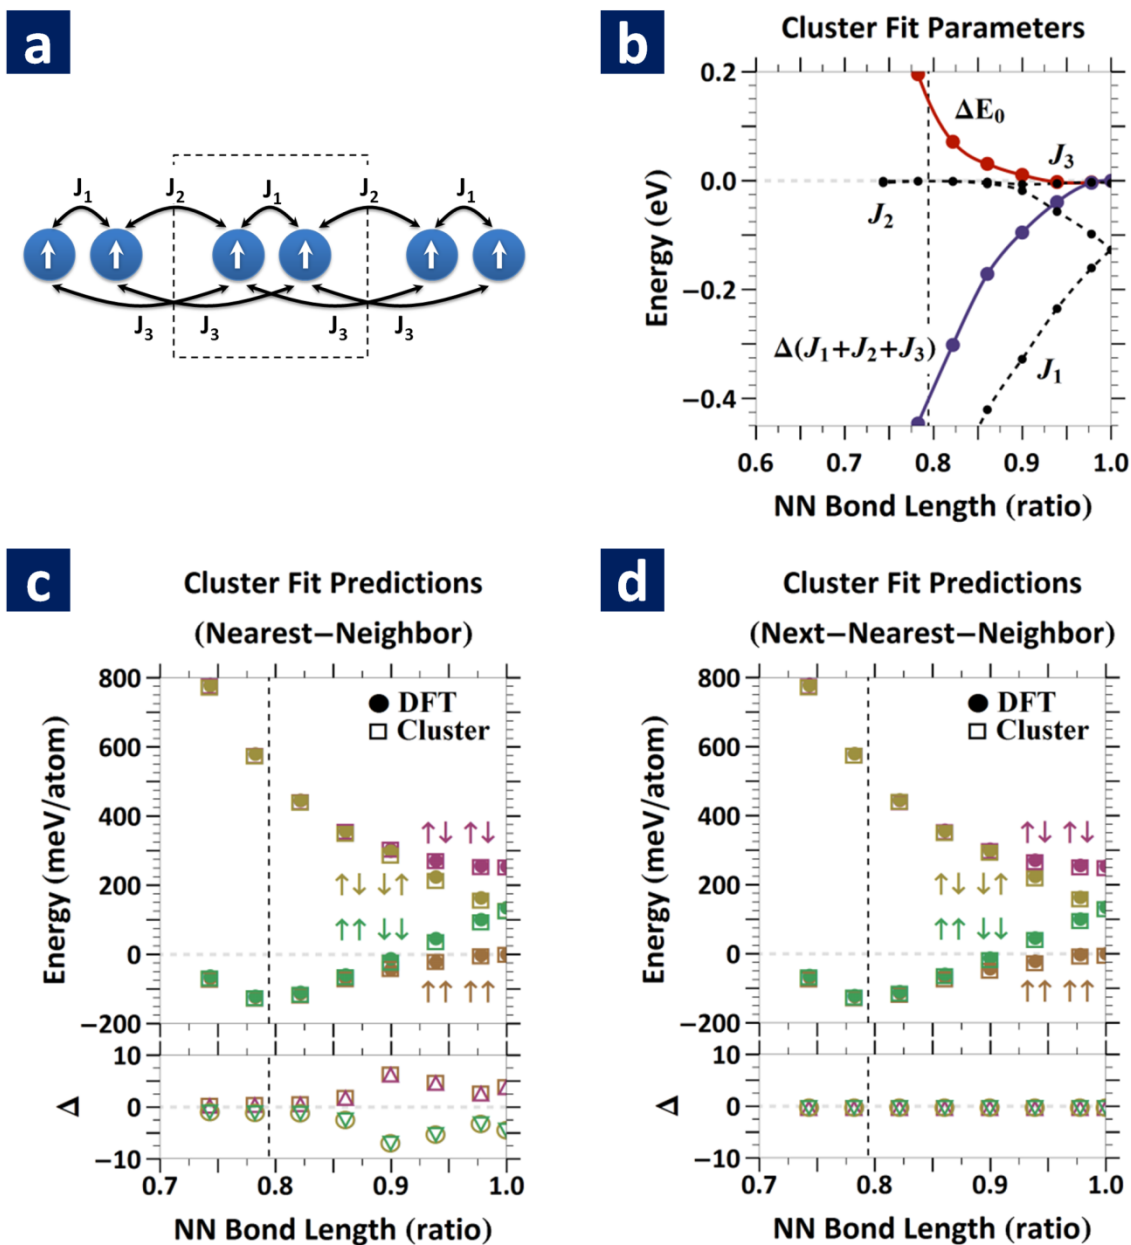 a
J1 J2 J1 J2 J1
↑ ↑ ↑ ↑ ↑ ↑
J3 J3 J3 J3
b
Cluster Fit Parameters
0.2
0.0
−0.2
−0.4
Energy (eV)
ΔE0
J3
J2
Δ(J1+J2+J3)
J1
0.6 0.7 0.8 0.9 1.0
NN Bond Length (ratio)
c
Cluster Fit Predictions
(Nearest−Neighbor)
800
600
400
200
0
−200
Energy (meV/atom)
DFT
Cluster
↑↓ ↑↓
↑↓ ↓↑
↑↑ ↓↓
↑↑ ↑↑
10
0
−10
Δ
0.7 0.8 0.9 1.0
NN Bond Length (ratio)
d
Cluster Fit Predictions
(Next−Nearest−Neighbor)
800
600
400
200
0
−200
Energy (meV/atom)
DFT
Cluster
↑↓ ↑↓
↑↓ ↓↑
↑↑ ↓↓
↑↑ ↑↑
10
0
−10
Δ
0.7 0.8 0.9 1.0
NN Bond Length (ratio)